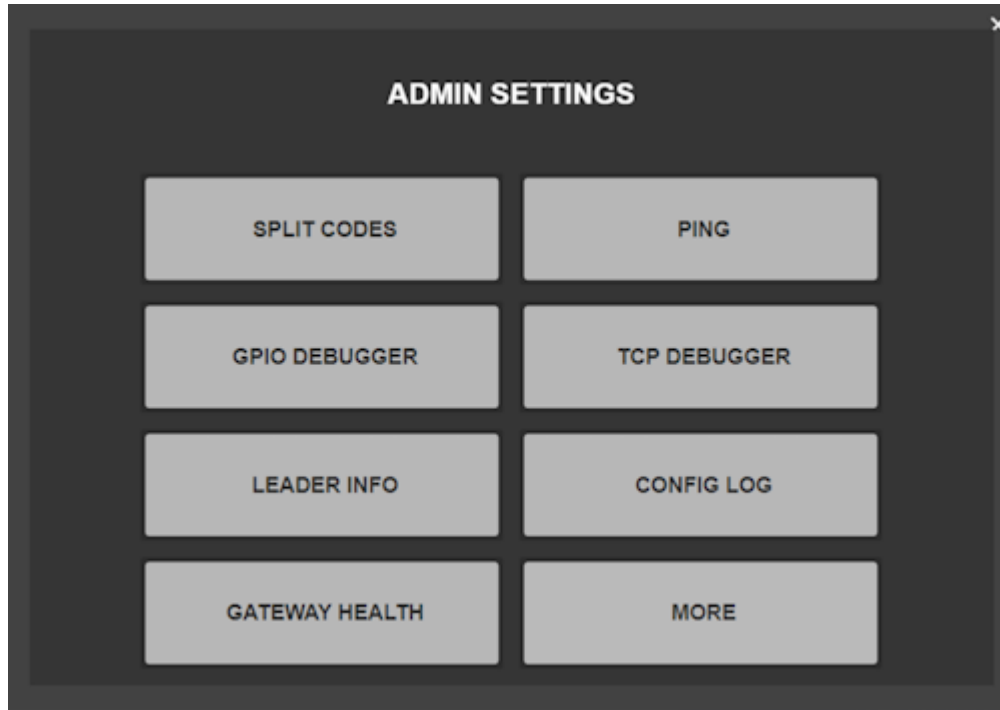 ADMIN SETTINGS
SPLIT CODES
PING
GPIO DEBUGGER
TCP DEBUGGER
LEADER INFO
CONFIG LOG
GATEWAY HEALTH
MORE